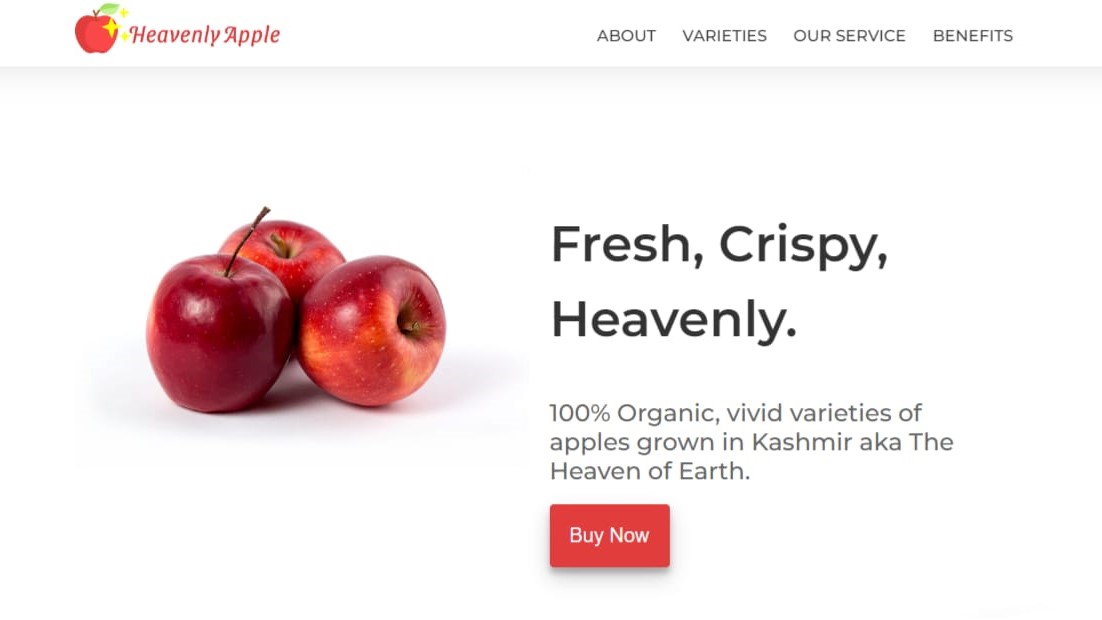 Heavenly Apple
ABOUT VARIETIES OUR SERVICE BENEFITS
Fresh, Crispy,
Heavenly.
100% Organic, vivid varieties of
apples grown in Kashmir aka The
Heaven of Earth.
Buy Now